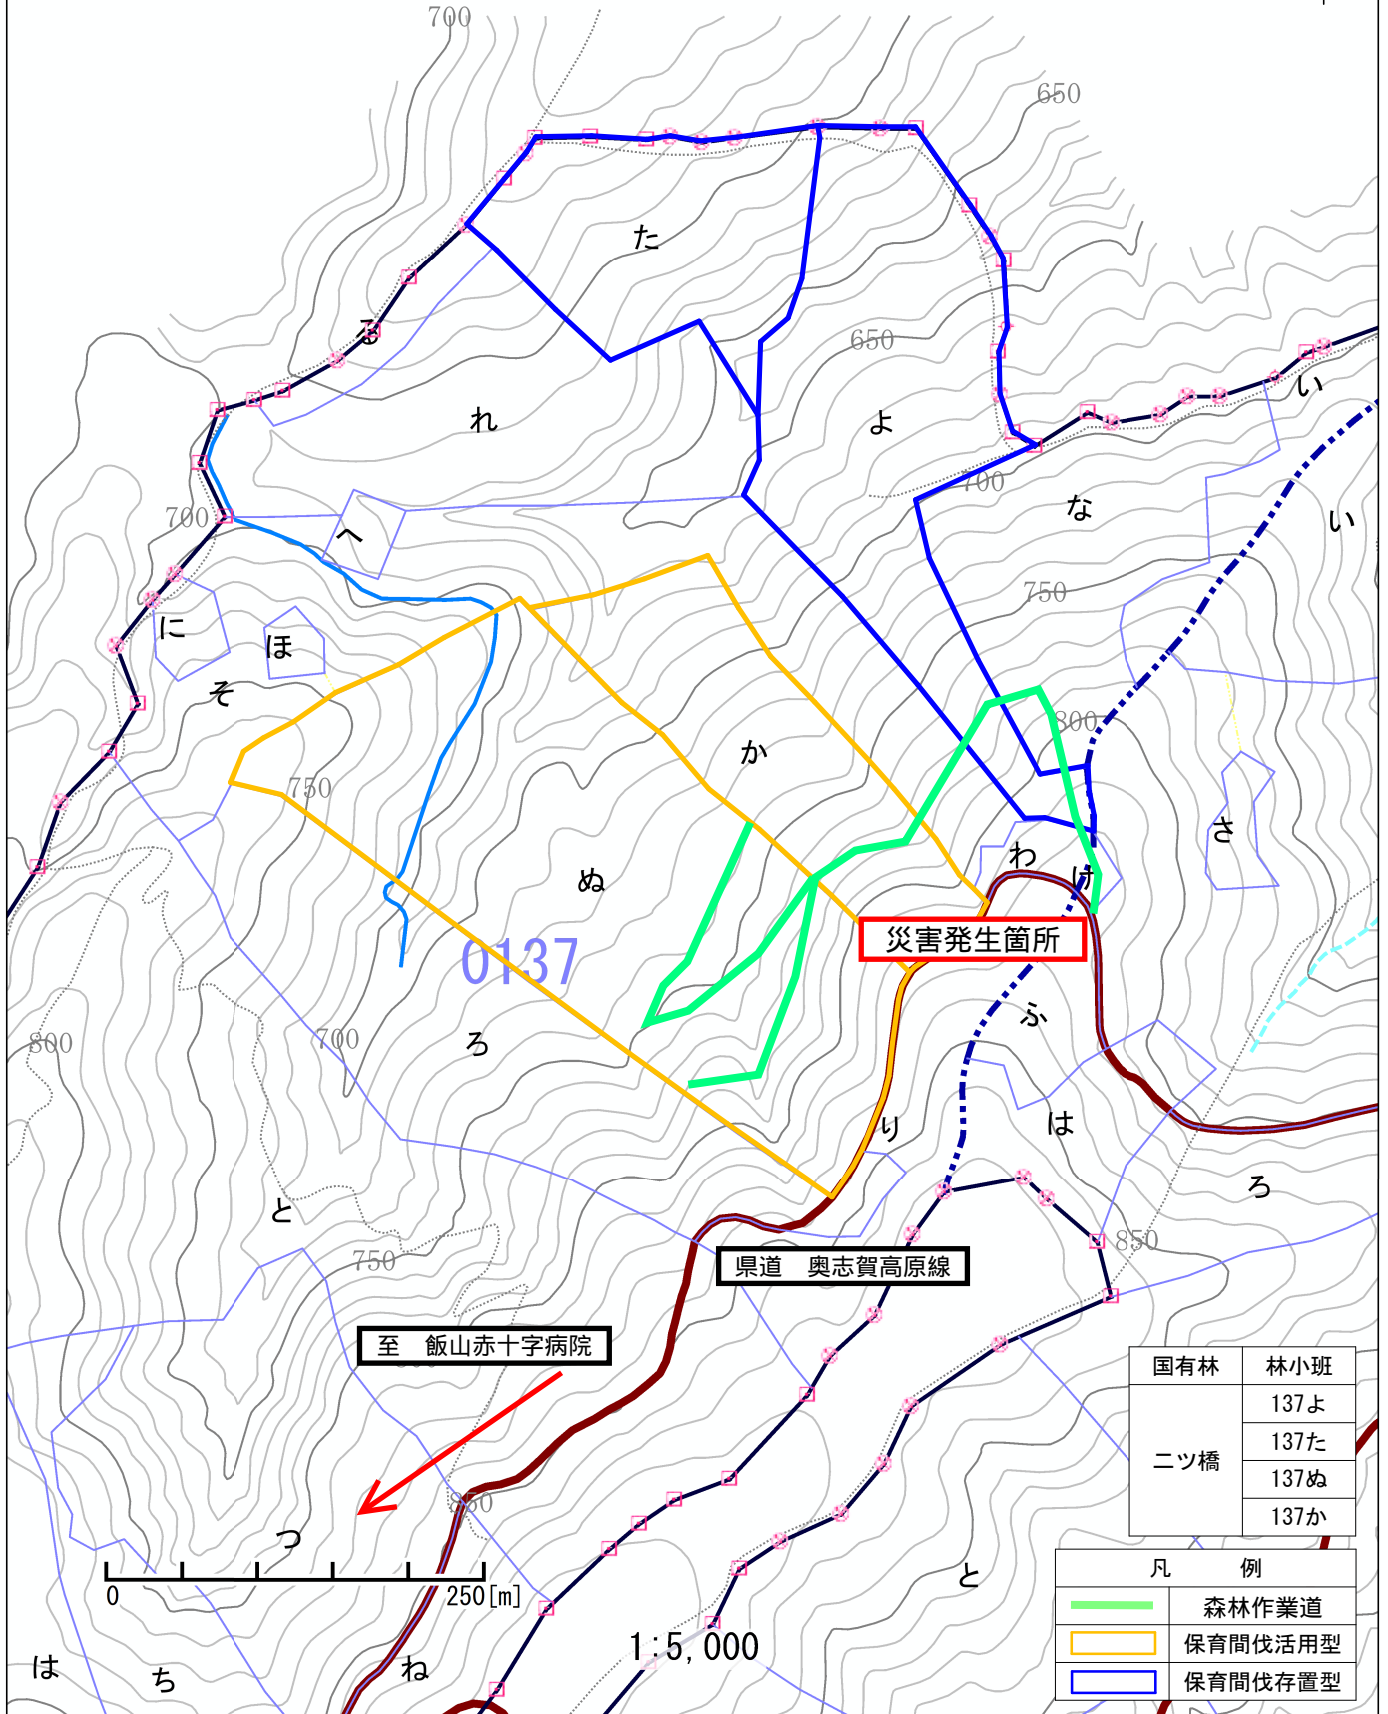 700
650
た
る
650
れ
よ
い
700
な
700
い
へ
750
に
ほ
そ
800
か
750
さ
わ
け
ぬ
災害発生箇所
0137
ふ
700
ろ
800
り
は
と
ろ
850
750
県道　奥志賀高原線
至　飯山赤十字病院
国有林 林小班
二ツ橋
137よ
137た
137ぬ
137か
850
つ
と
0 250[m]
凡　例
森林作業道
1:5,000
保育間伐活用型
は
ち
ね
保育間伐存置型